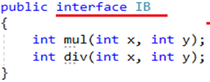 public interface IB
{
int mul(int x, int y);
int div(int x, int y);
}